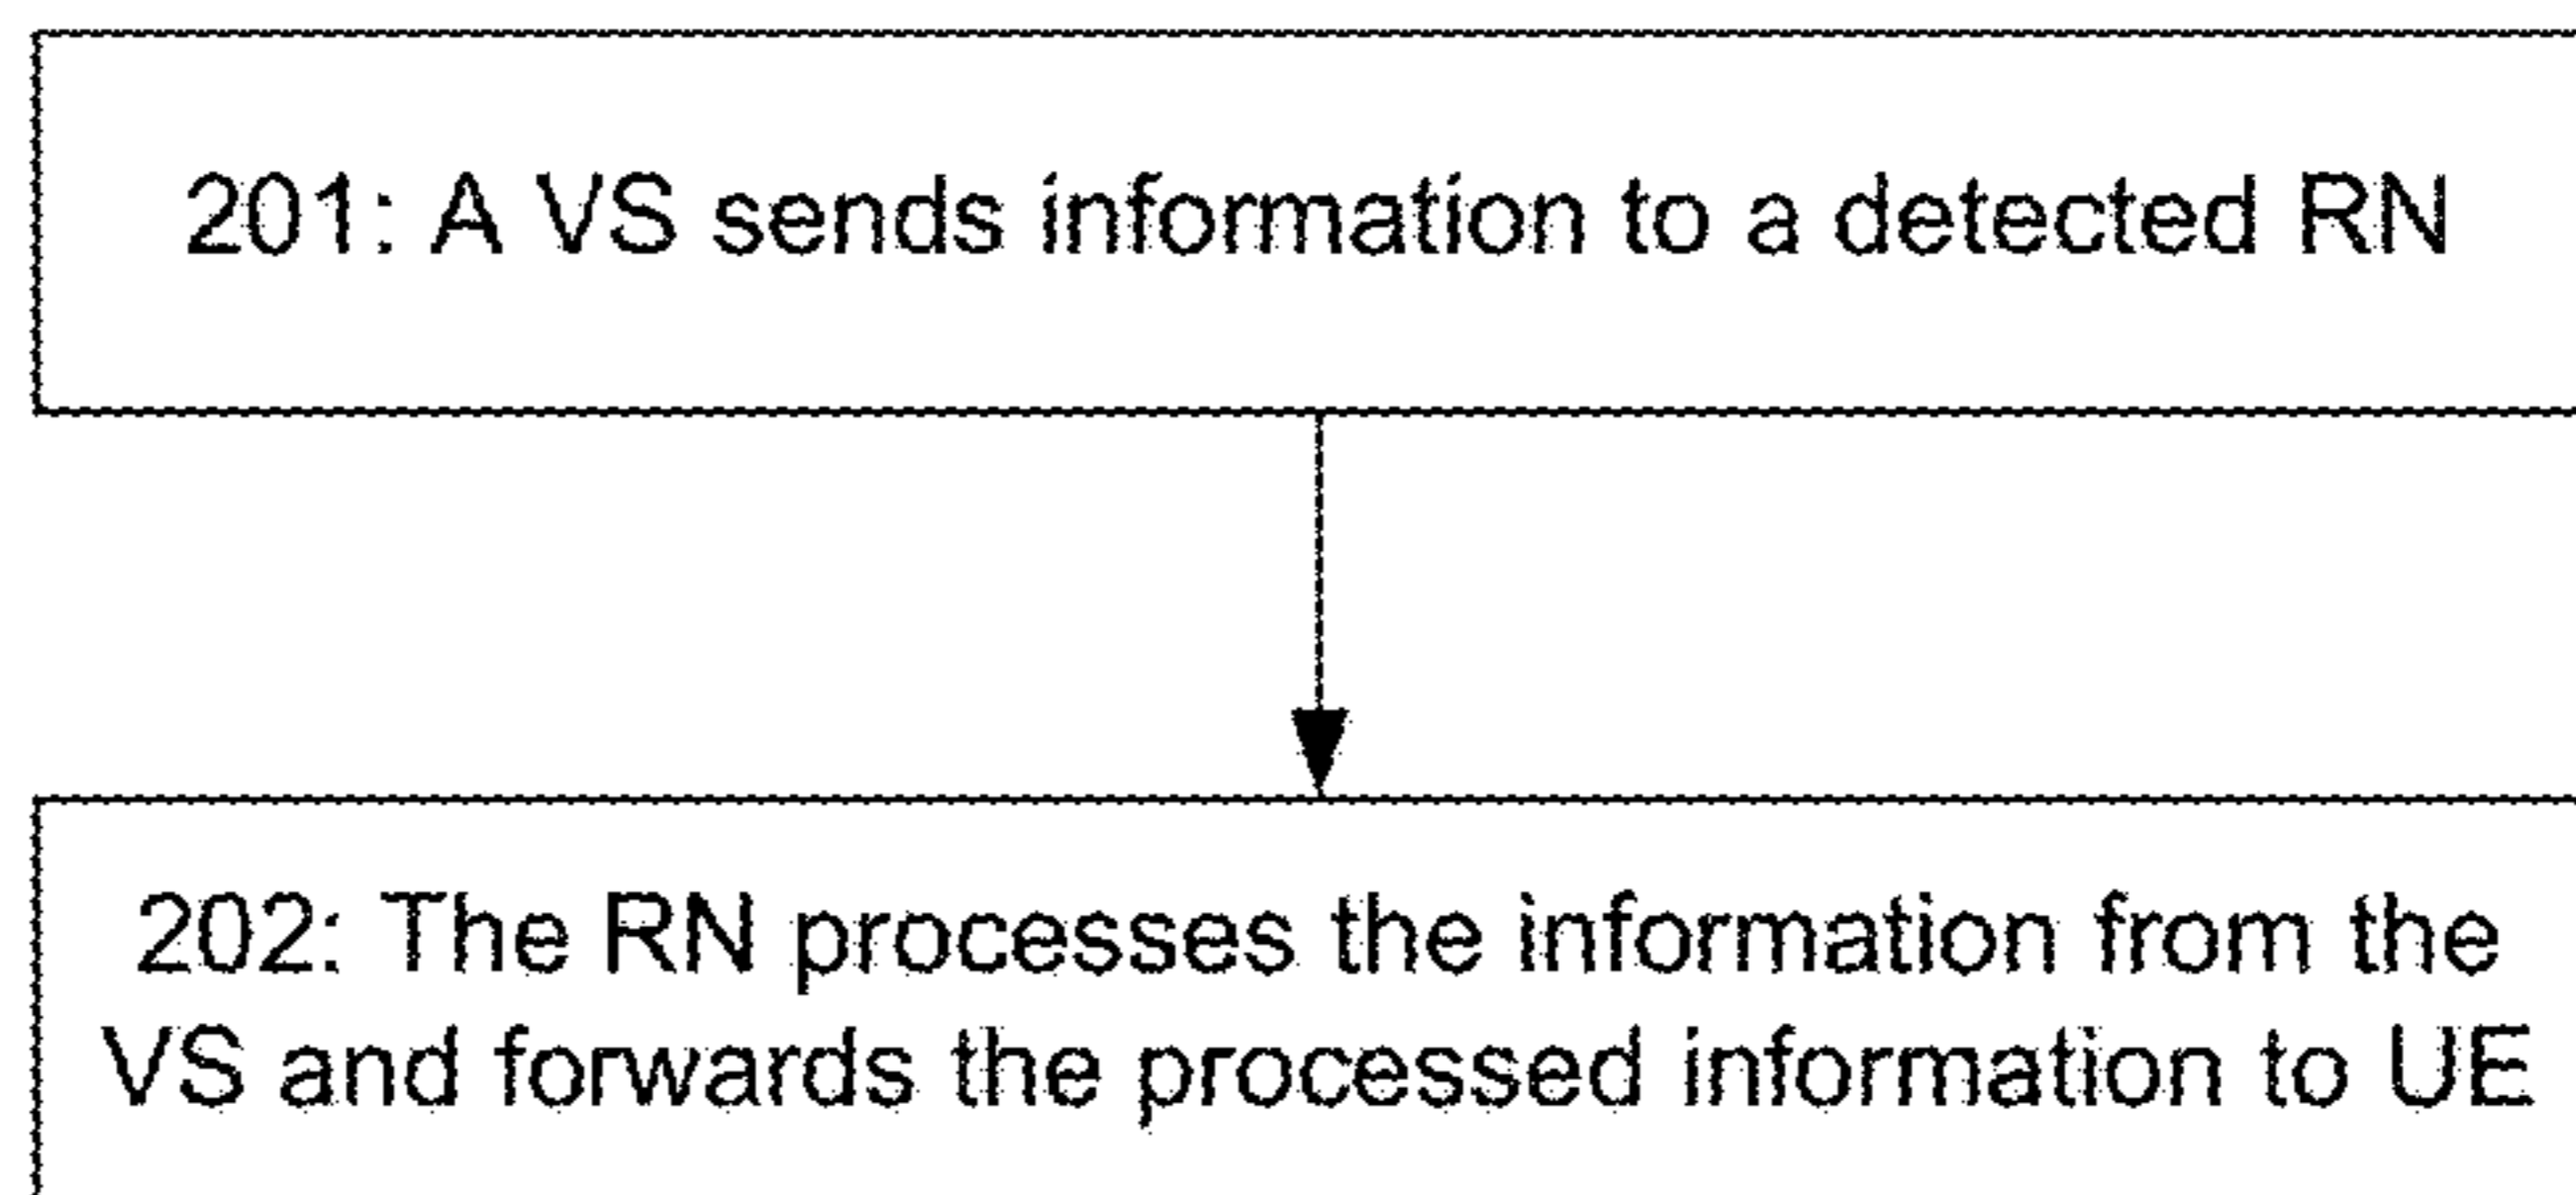 201: A VS sends information to a detected RN
202: The RN processes the information from the
VS and forwards the processed information to UE